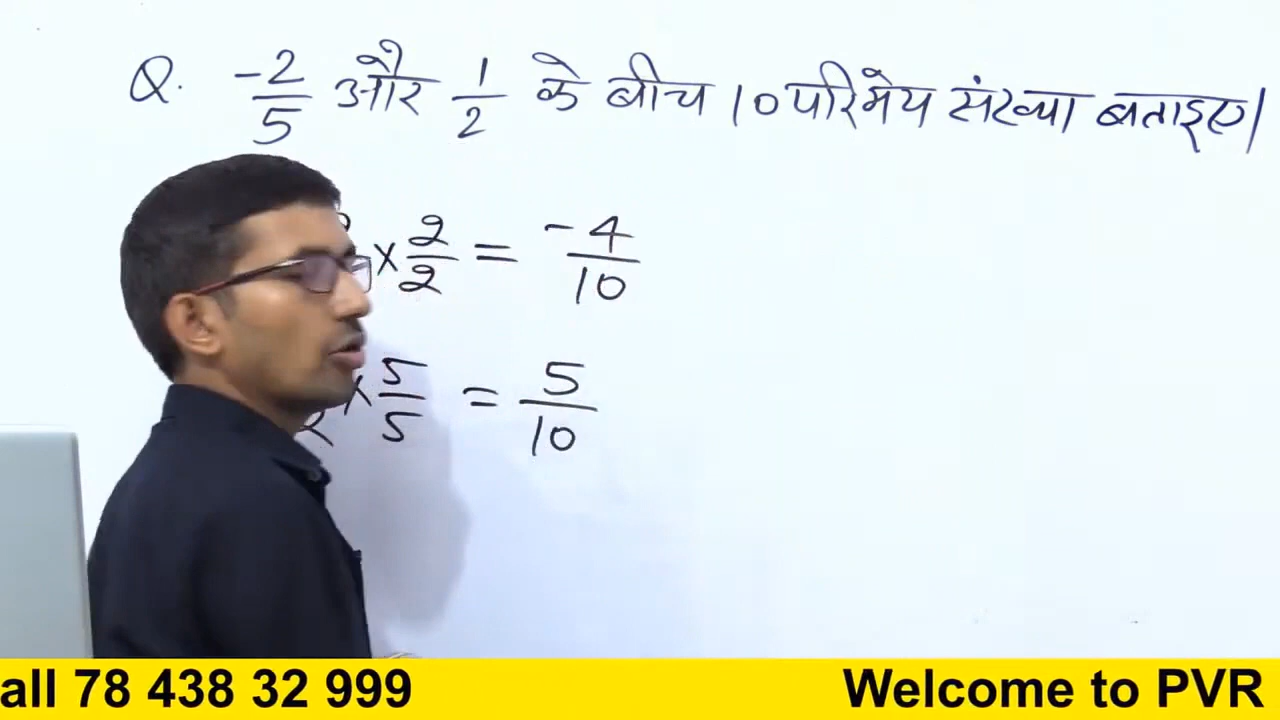 Q. -2/5 और 1/2 के बीच 10 परिमेय संख्या बताइए।
× 2/2 = -4/10
× 5/5 = 5/10
all 78 438 32 999 Welcome to PVR